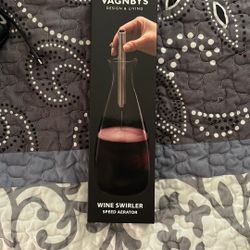 VAGNBYS
DESIGN & LIVING
WINE SWIRLER
SPEED AERATOR